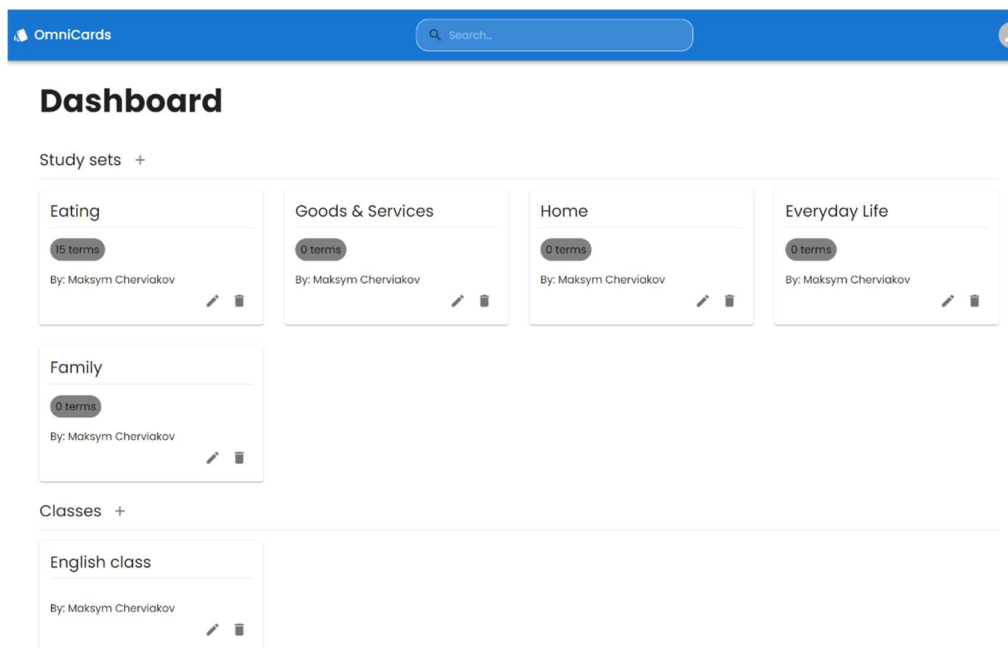 OmniCards
Search...
Dashboard
Study sets +
Eating
15 terms
By: Maksym Cherviakov
Goods & Services
0 terms
By: Maksym Cherviakov
Home
0 terms
By: Maksym Cherviakov
Everyday Life
0 terms
By: Maksym Cherviakov
Family
0 terms
By: Maksym Cherviakov
Classes +
English class
By: Maksym Cherviakov